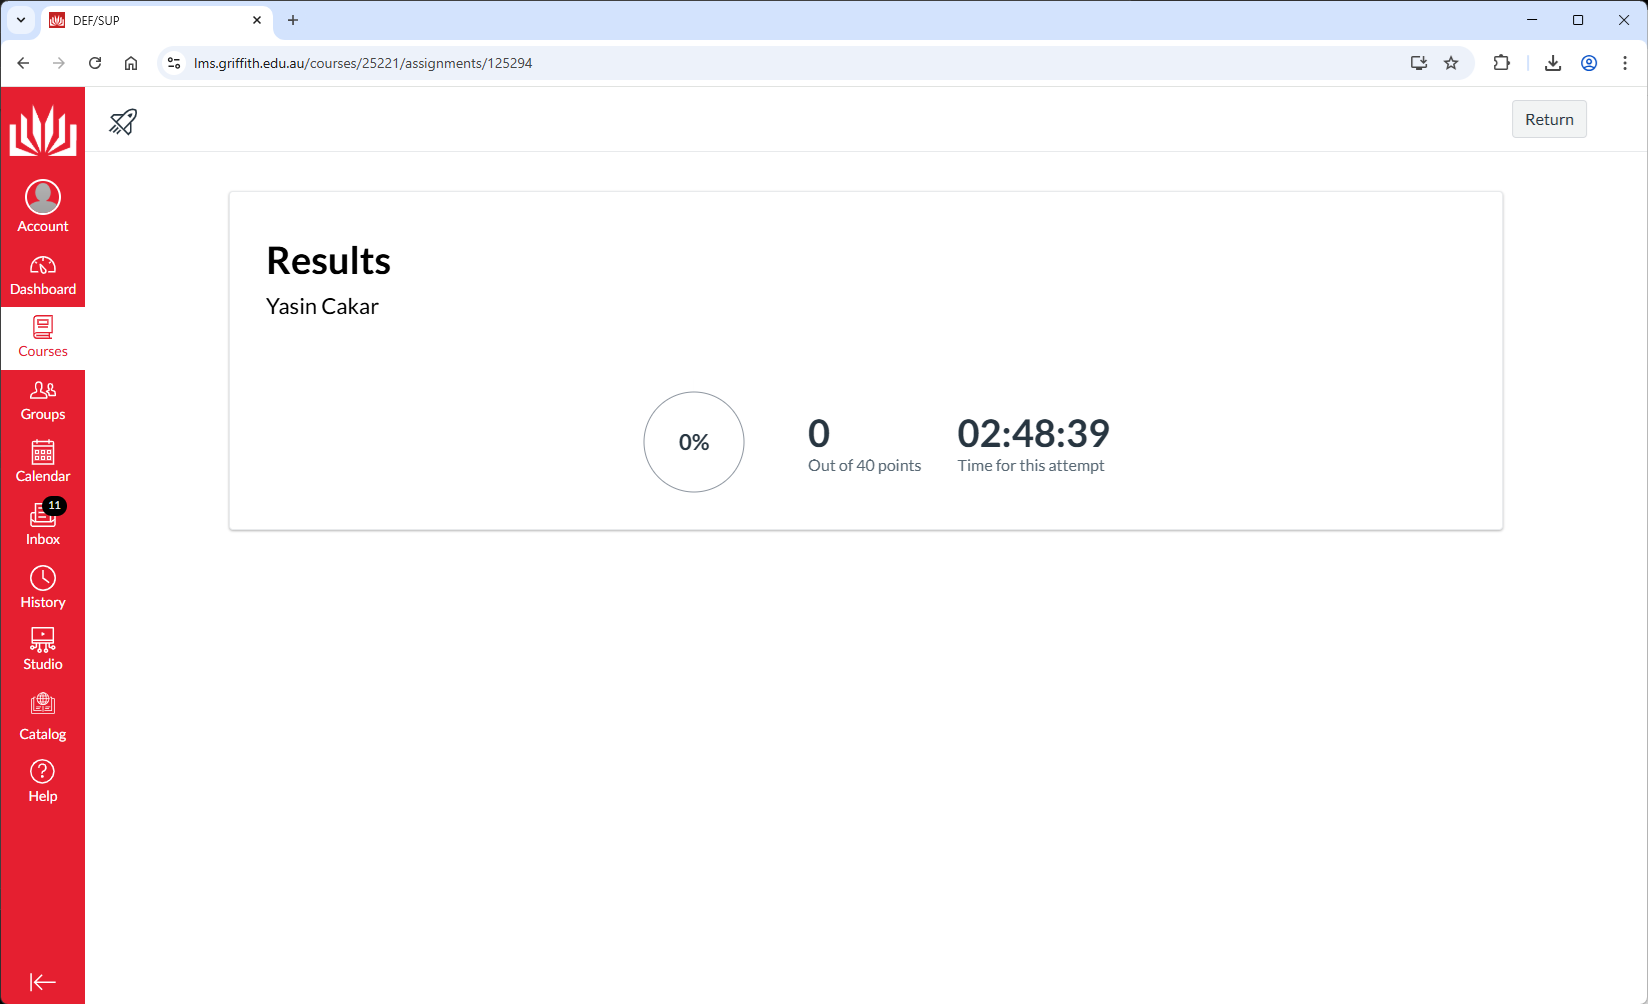 DEF/SUP
lms.griffith.edu.au/courses/25221/assignments/125294
Return
Account
Dashboard
Courses
Groups
Calendar
11
Inbox
History
Studio
Catalog
Help
Results
Yasin Cakar
0%
0
Out of 40 points
02:48:39
Time for this attempt